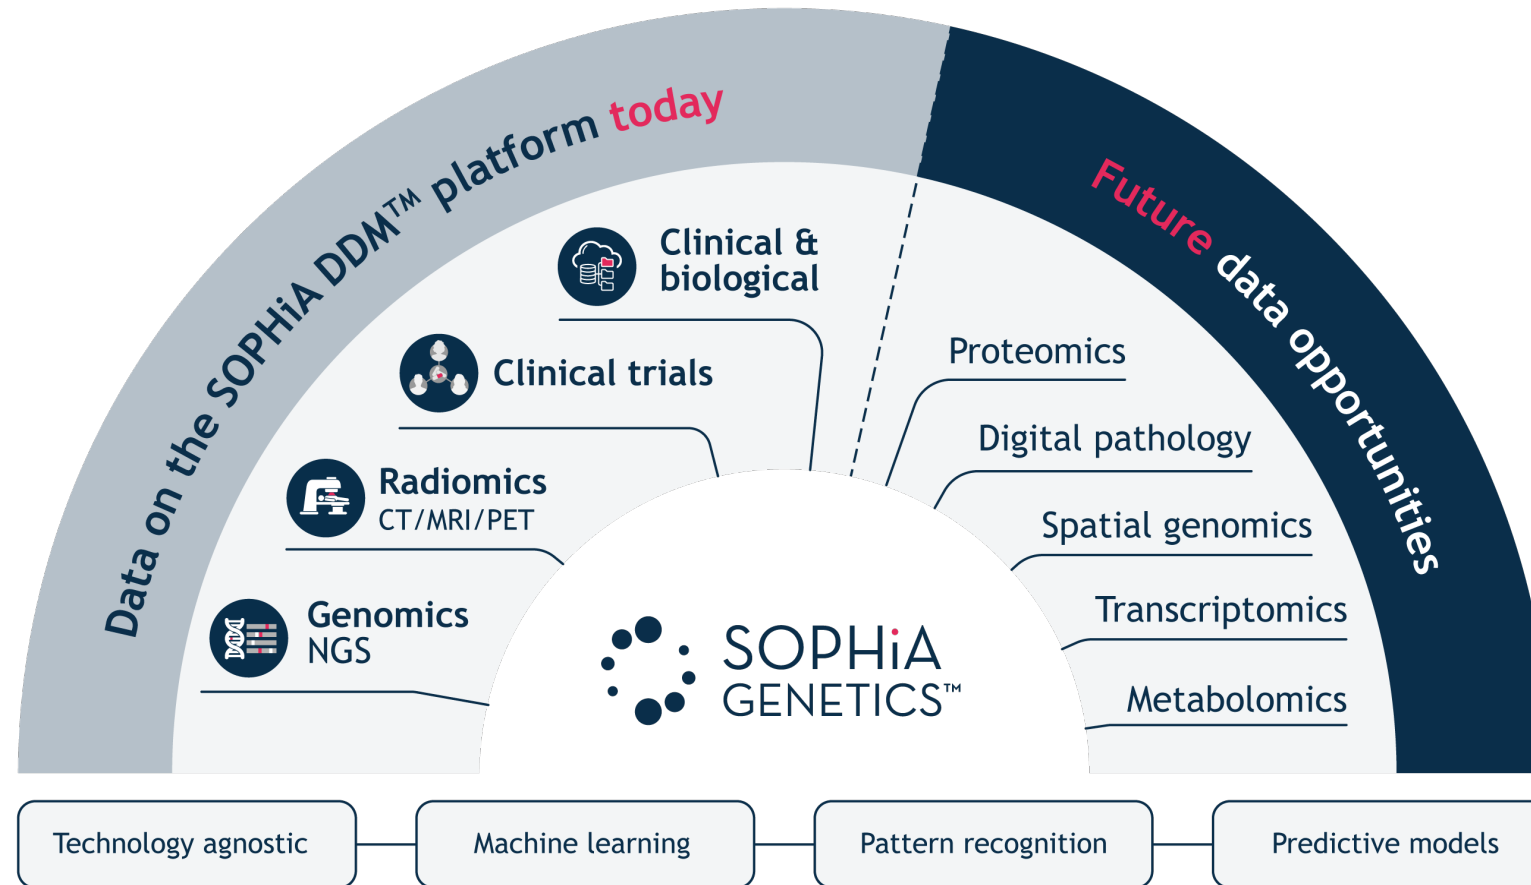 Data on the SOPHiA DDM™ platform today
Future data opportunities
Clinical &
biological
Clinical trials
Radiomics
CT/MRI/PET
Genomics
NGS
Proteomics
Digital pathology
Spatial genomics
Transcriptomics
Metabolomics
SOPHiA
GENETICS™
Technology agnostic
Machine learning
Pattern recognition
Predictive models